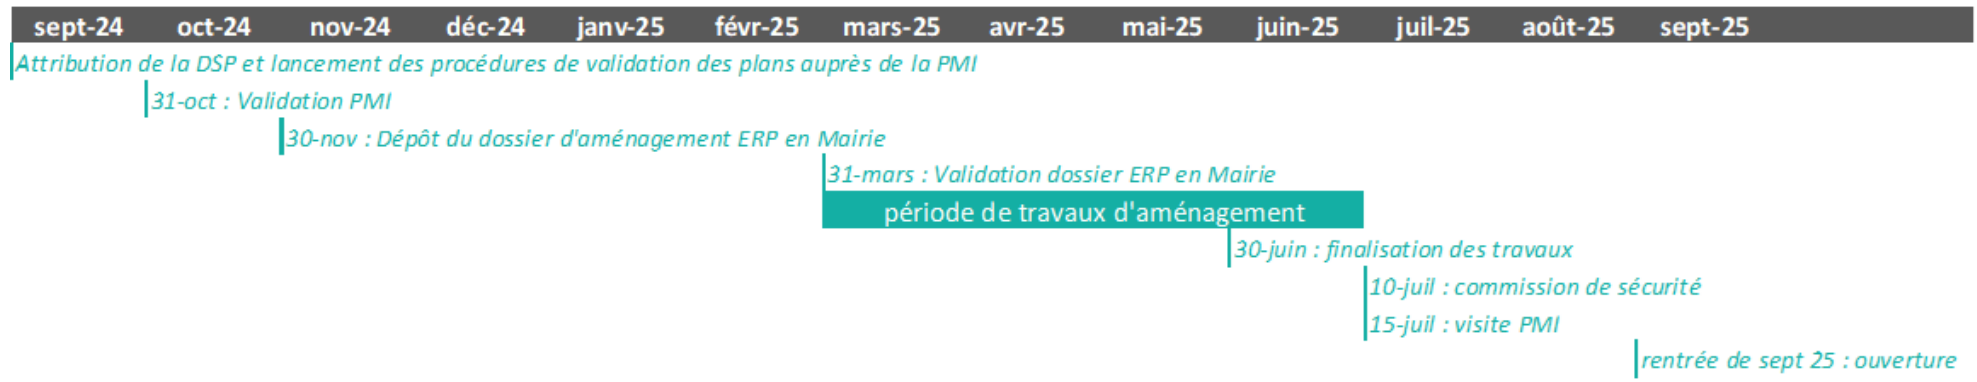 sept-24 oct-24 nov-24 déc-24 janv-25 févr-25 mars-25 avr-25 mai-25 juin-25 juil-25 août-25 sept-25
Attribution de la DSP et lancement des procédures de validation des plans auprès de la PMI
31-oct : Validation PMI
30-nov : Dépôt du dossier d'aménagement ERP en Mairie
31-mars : Validation dossier ERP en Mairie
période de travaux d'aménagement
30-juin : finalisation des travaux
10-juil : commission de sécurité
15-juil : visite PMI
rentrée de sept 25 : ouverture